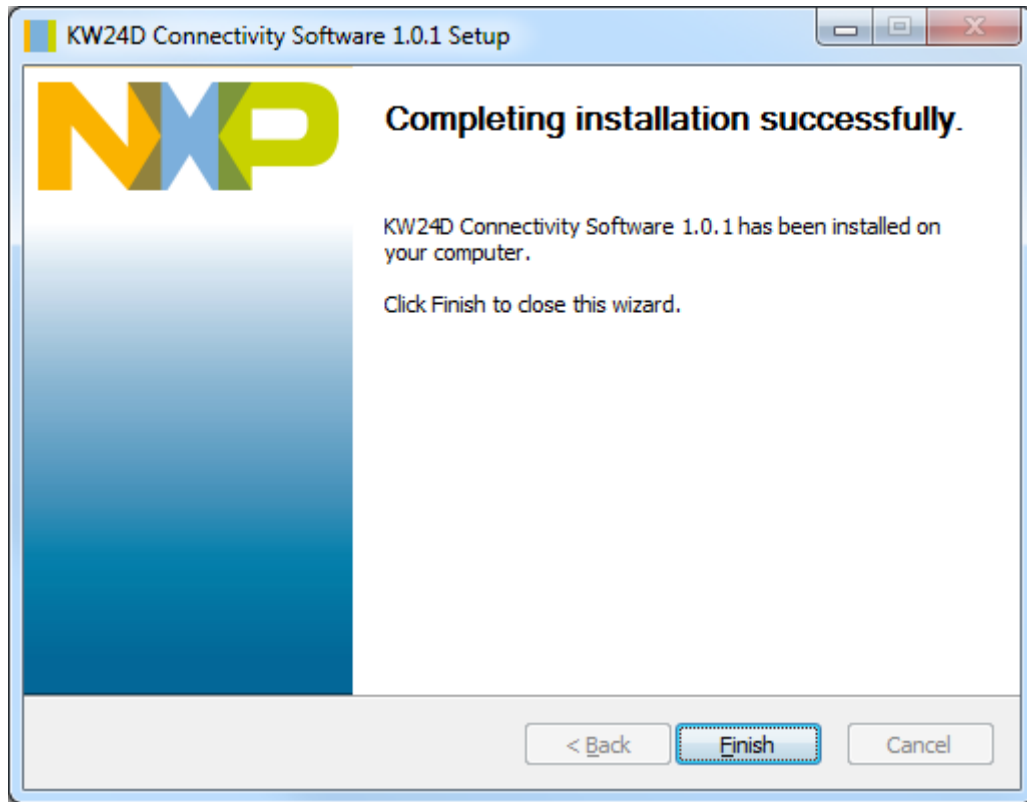 KW24D Connectivity Software 1.0.1 Setup
NXP
Completing installation successfully.
KW24D Connectivity Software 1.0.1 has been installed on
your computer.
Click Finish to close this wizard.
< Back
Finish
Cancel